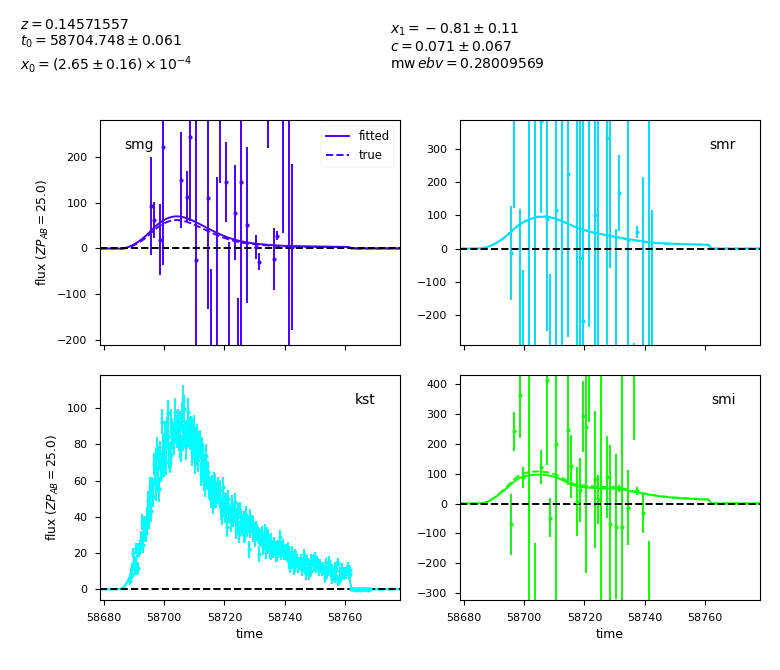 z = 0.14571557
t₀ = 58704.748 ± 0.061
x₀ = (2.65 ± 0.16) × 10⁻⁴
x₁ = −0.81 ± 0.11
c = 0.071 ± 0.067
mw ebv = 0.28009569
smg
fitted
true
200
100
0
−100
−200
flux (ZP_AB = 25.0)
smr
300
200
100
0
−100
−200
kst
100
80
60
40
20
0
flux (ZP_AB = 25.0)
58680 58700 58720 58740 58760
time
smi
400
300
200
100
0
−100
−200
−300
58680 58700 58720 58740 58760
time